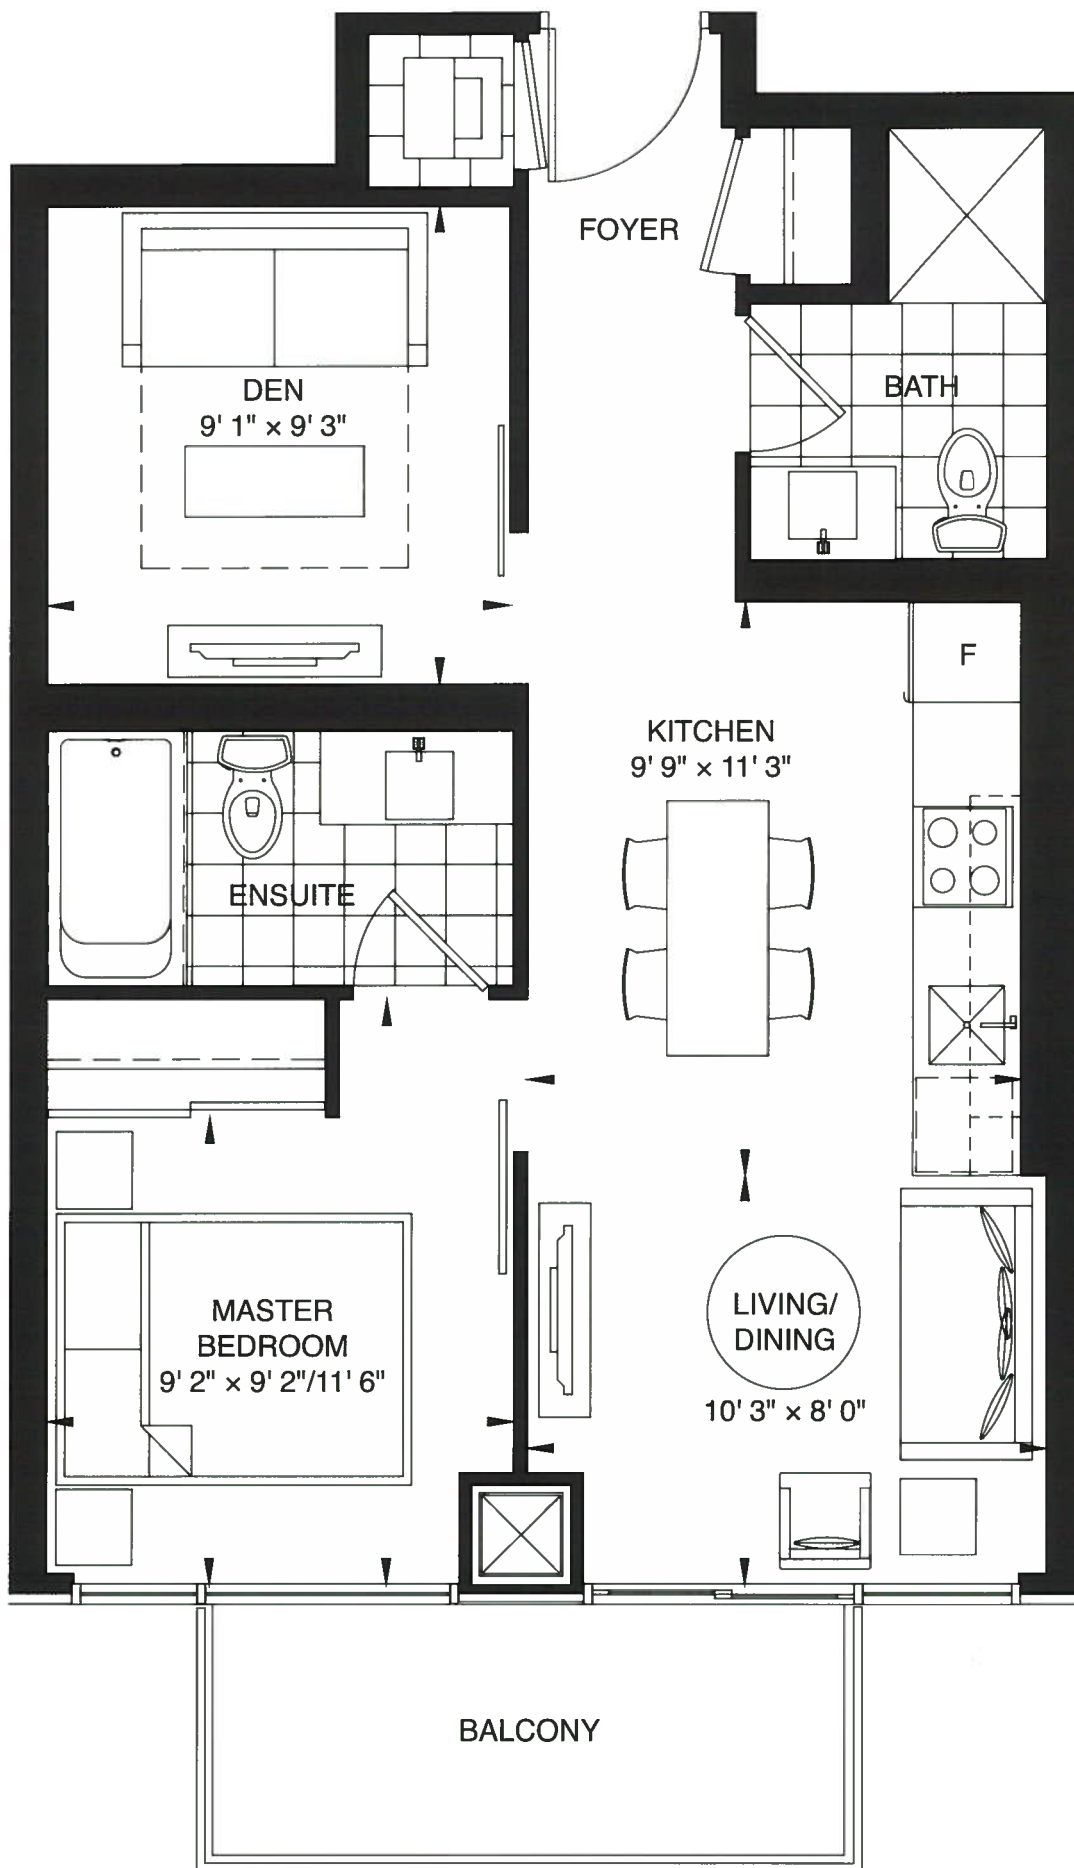 FOYER
DEN
9' 1" × 9' 3"
BATH
F
KITCHEN
9' 9" × 11' 3"
ENSUITE
MASTER
BEDROOM
9' 2" × 9' 2"/11' 6"
LIVING/
DINING
10' 3" × 8' 0"
BALCONY